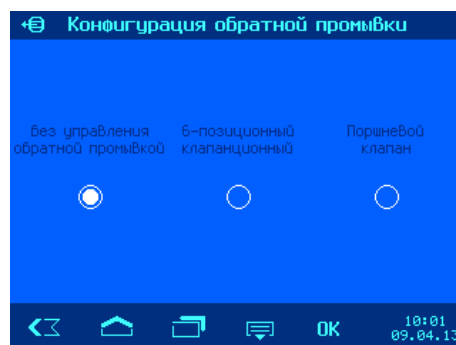 Конфигурация обратной промывки
Без управления
обратной промывкой
6-позиционный
клапанционный
Поршневой
клапан
OK
10:01
09.04.13